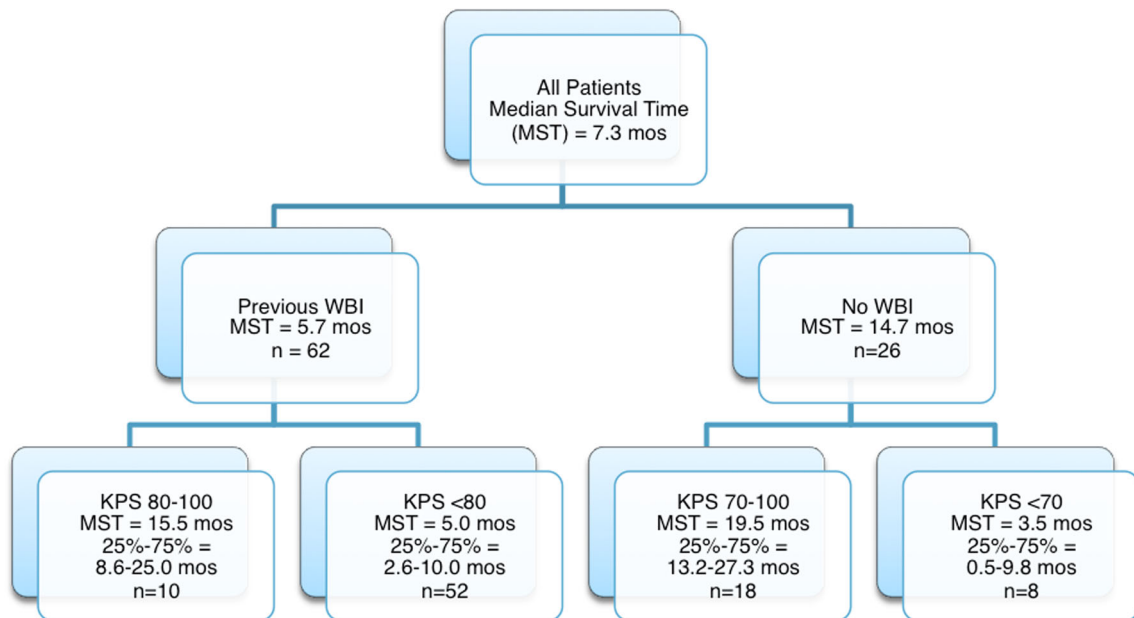 All Patients
Median Survival Time
(MST) = 7.3 mos
Previous WBI
MST = 5.7 mos
n = 62
No WBI
MST = 14.7 mos
n=26
KPS 80-100
MST = 15.5 mos
25%-75% =
8.6-25.0 mos
n=10
KPS <80
MST = 5.0 mos
25%-75% =
2.6-10.0 mos
n=52
KPS 70-100
MST = 19.5 mos
25%-75% =
13.2-27.3 mos
n=18
KPS <70
MST = 3.5 mos
25%-75% =
0.5-9.8 mos
n=8